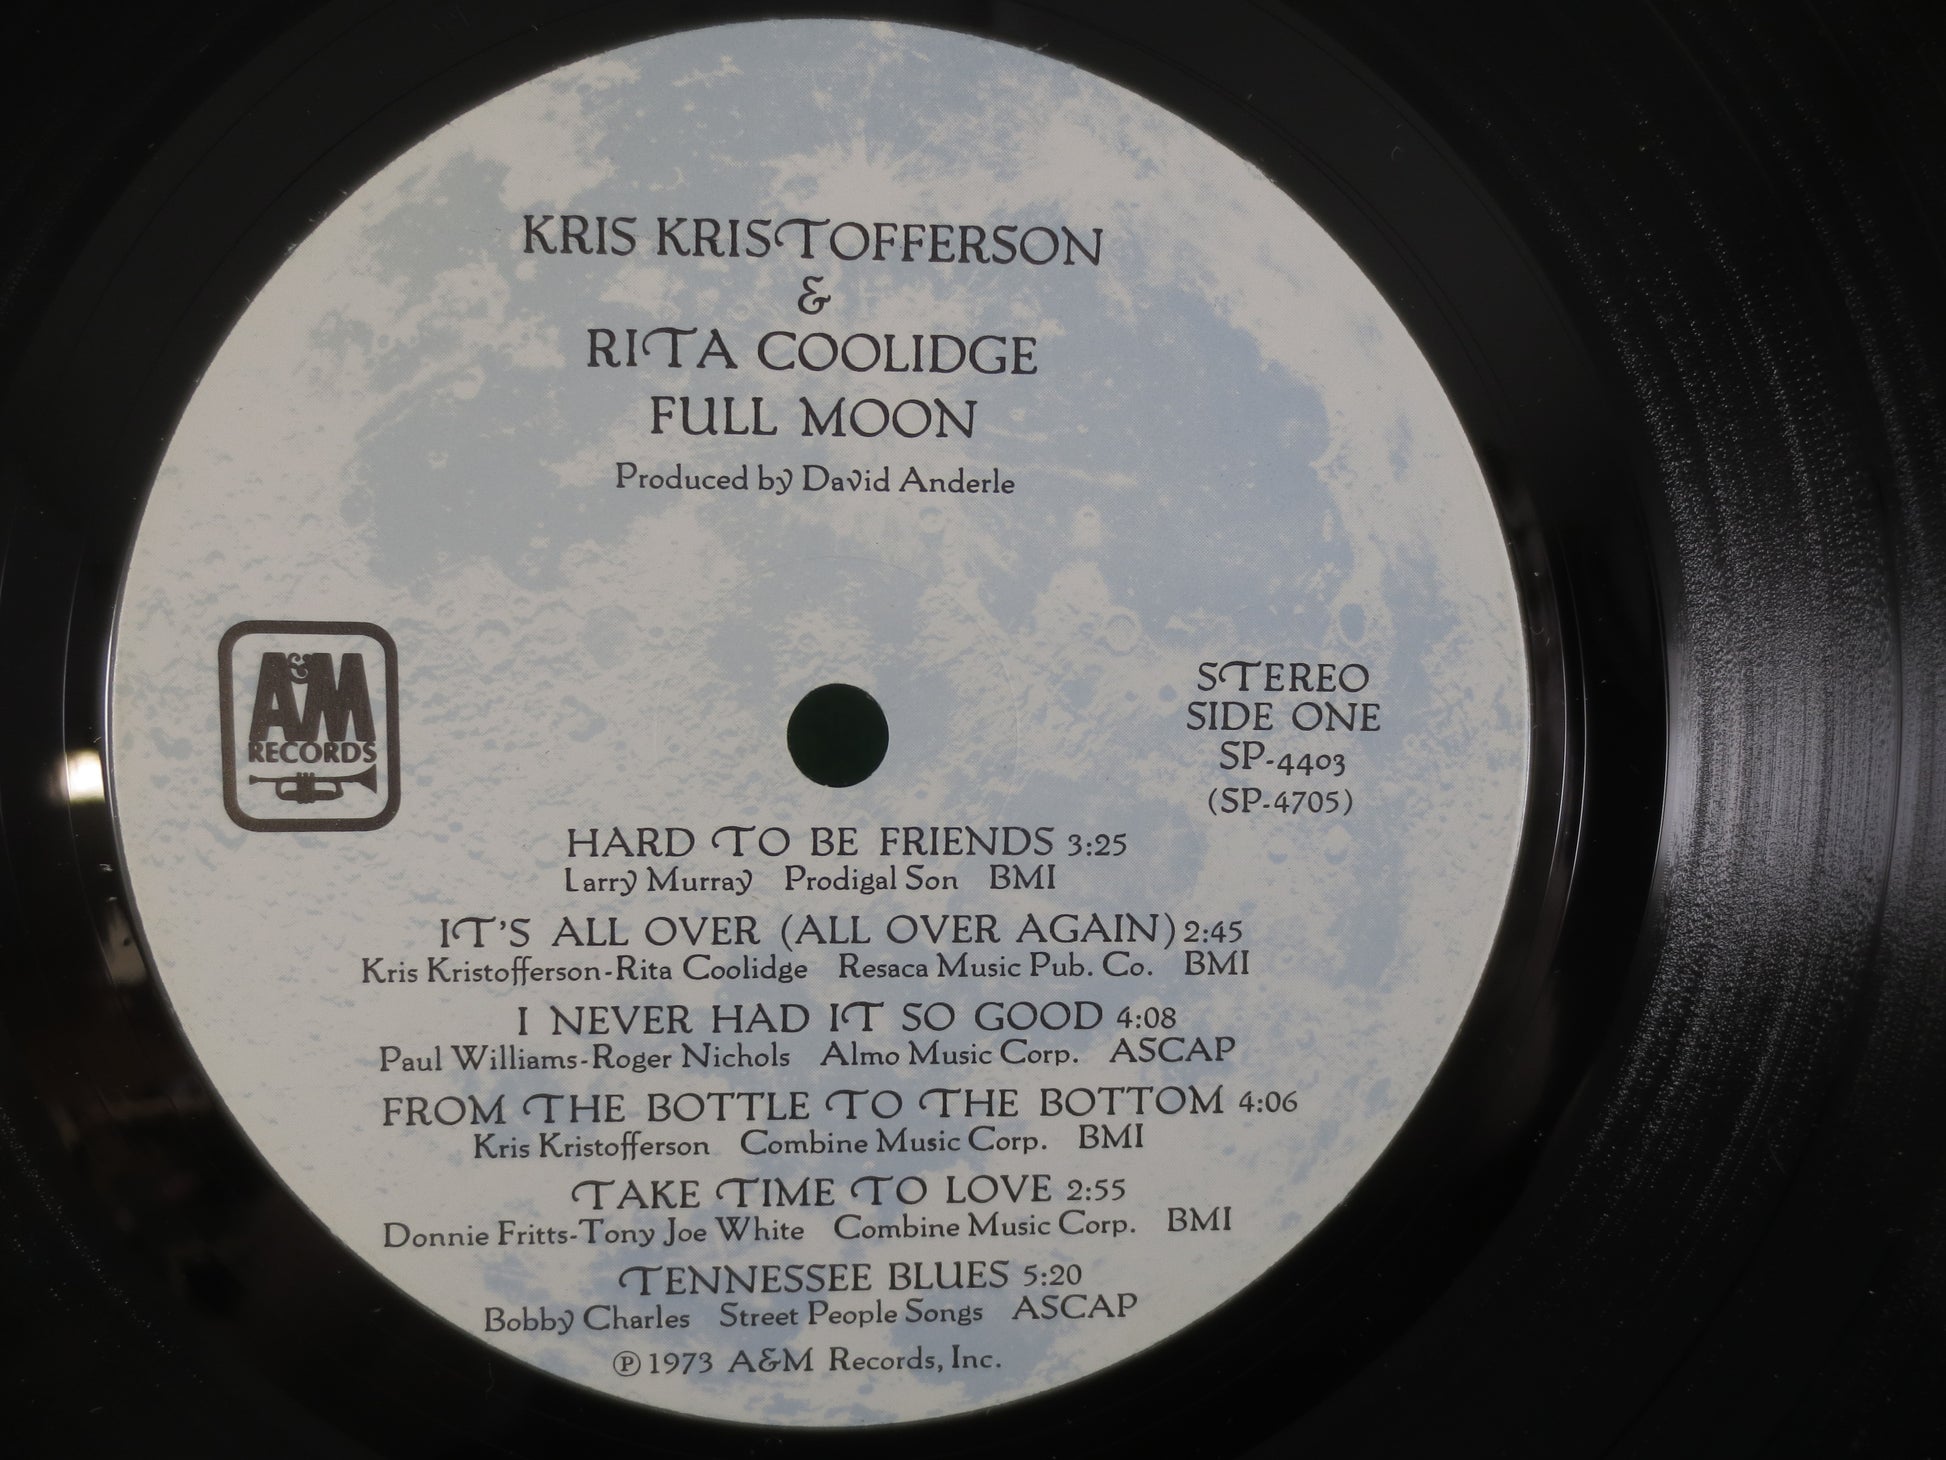 KRIS KRISTOFFERSON
&
RITA COOLIDGE
FULL MOON
Produced by David Anderle
A&M
RECORDS
STEREO
SIDE ONE
SP-4403
(SP-4705)
HARD TO BE FRIENDS 3:25
Larry Murray Prodigal Son BMI
IT'S ALL OVER (ALL OVER AGAIN) 2:45
Kris Kristofferson-Rita Coolidge Resaca Music Pub. Co. BMI
I NEVER HAD IT SO GOOD 4:08
Paul Williams-Roger Nichols Almo Music Corp. ASCAP
FROM THE BOTTLE TO THE BOTTOM 4:06
Kris Kristofferson Combine Music Corp. BMI
TAKE TIME TO LOVE 2:55
Donnie Fritts-Tony Joe White Combine Music Corp. BMI
TENNESSEE BLUES 5:20
Bobby Charles Street People Songs ASCAP
℗ 1973 A&M Records, Inc.